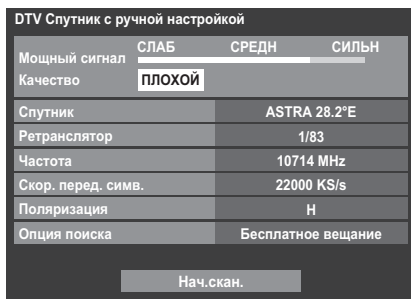 DTV Спутник с ручной настройкой
СЛАБ СРЕДН СИЛЬН
Мощный сигнал
Качество ПЛОХОЙ
Спутник ASTRA 28.2°E
Ретранслятор 1/83
Частота 10714 MHz
Скор. перед. симв. 22000 KS/s
Поляризация H
Опция поиска Бесплатное вещание
Нач.скан.